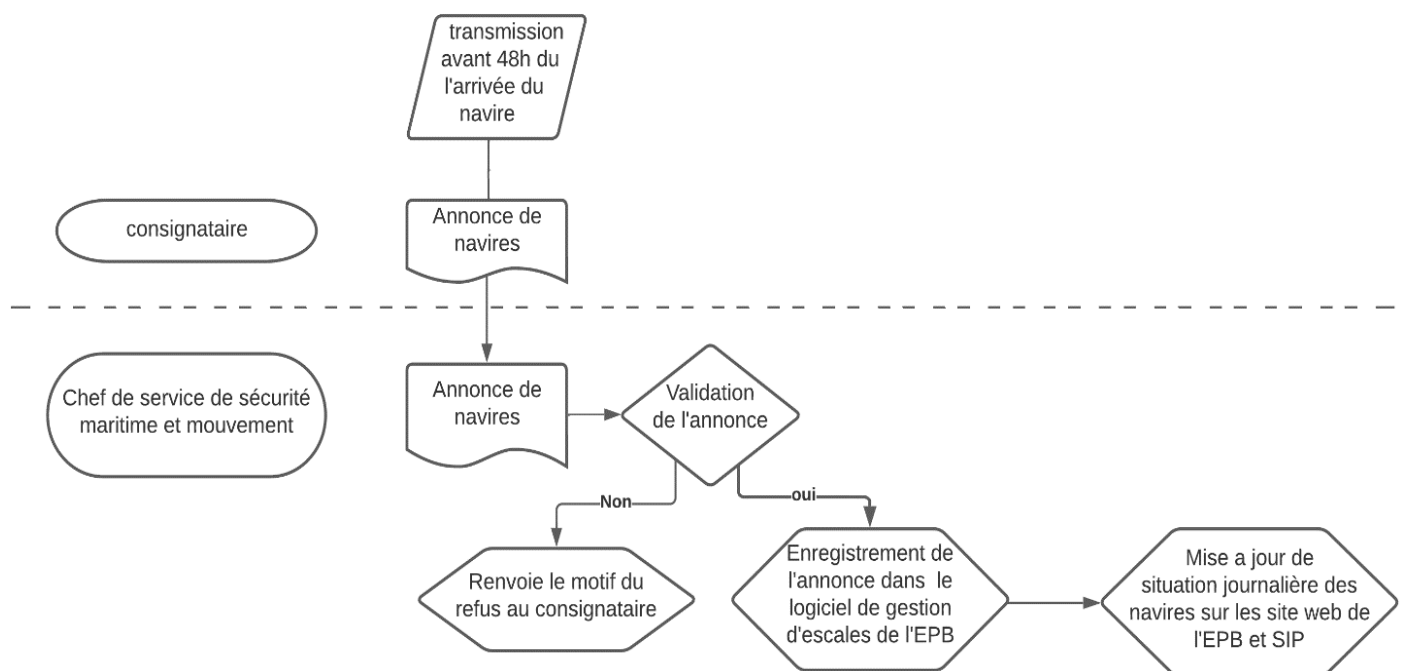 transmission
avant 48h du
l'arrivée du
navire
consignataire
Annonce de
navires
Chef de service de sécurité
maritime et mouvement
Annonce de
navires
Validation
de l'annonce
Non
oui
Renvoie le motif du
refus au consignataire
Enregistrement de
l'annonce dans le
logiciel de gestion
d'escales de l'EPB
Mise a jour de
situation journalière des
navires sur les site web de
l'EPB et SIP